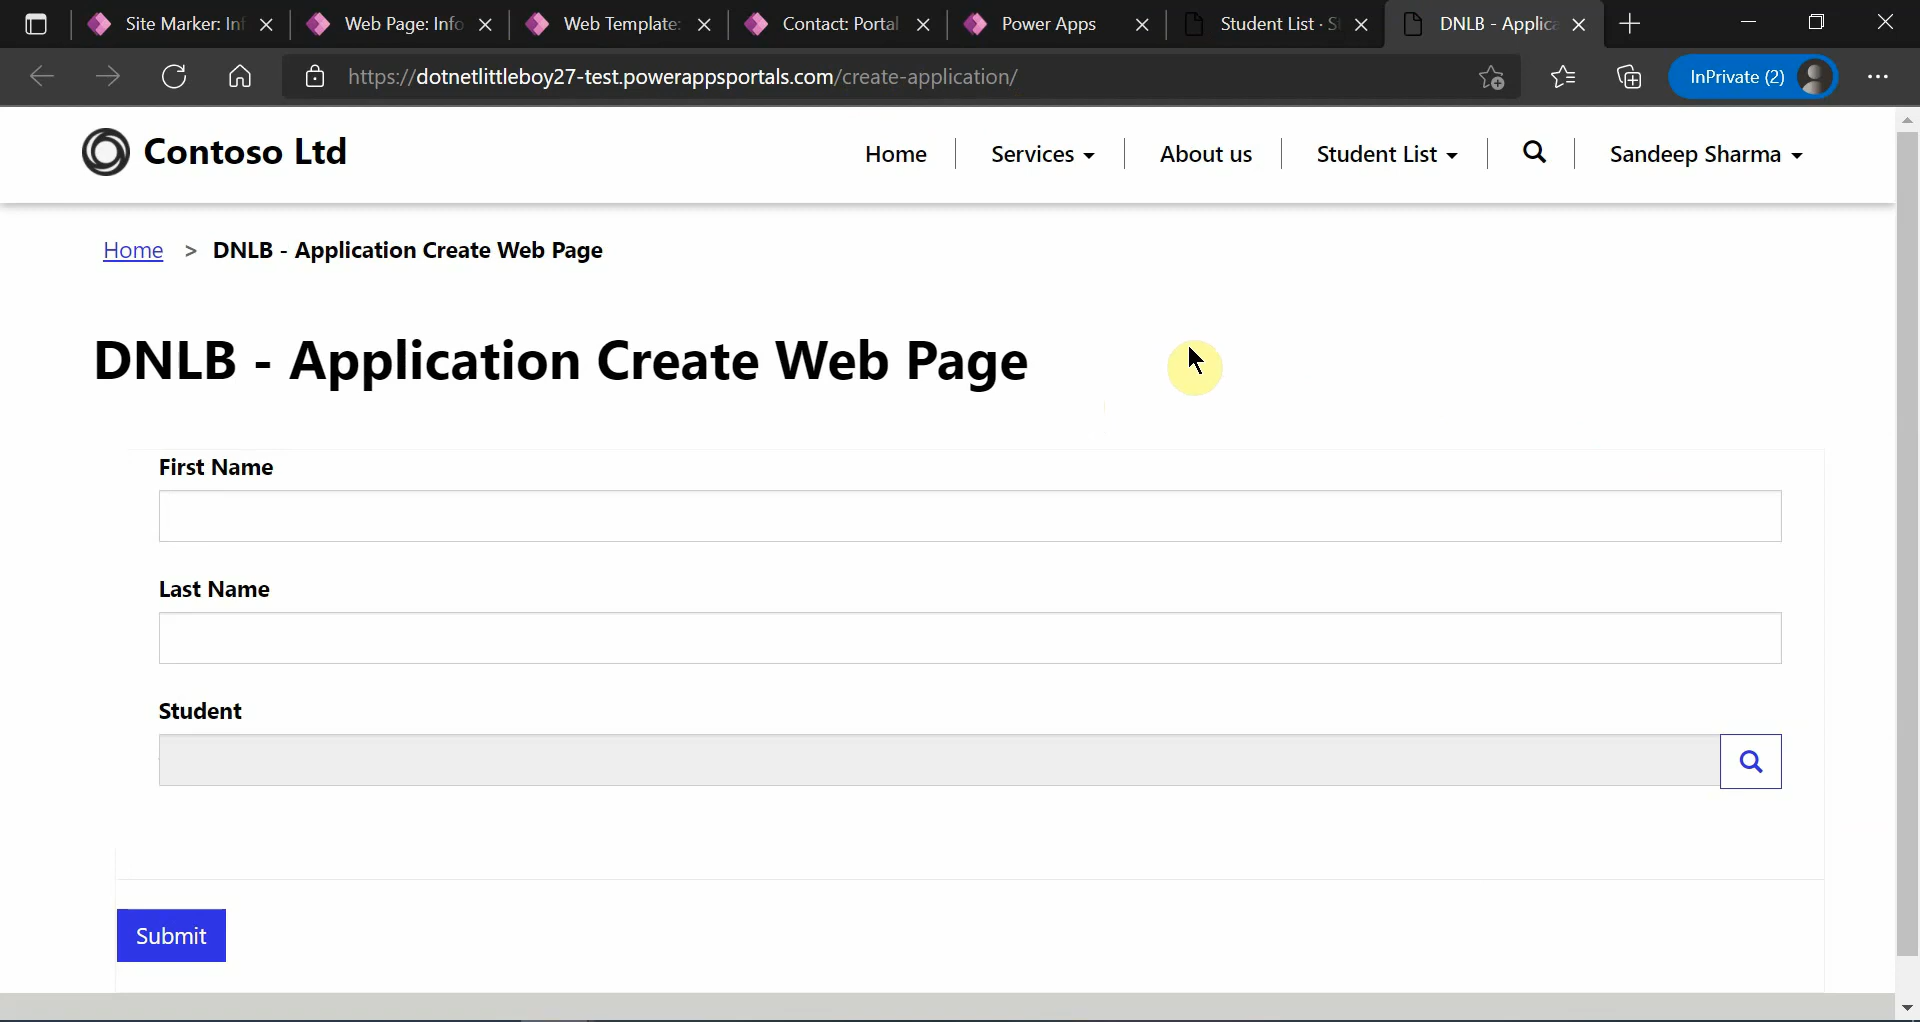 Site Marker: Inf
Web Page: Info
Web Template:
Contact: Portal
Power Apps
Student List · S
DNLB - Applica
https://dotnetlittleboy27-test.powerappsportals.com/create-application/
InPrivate (2)
Contoso Ltd
Home
Services
About us
Student List
Sandeep Sharma
Home > DNLB - Application Create Web Page
DNLB - Application Create Web Page
First Name
Last Name
Student
Submit